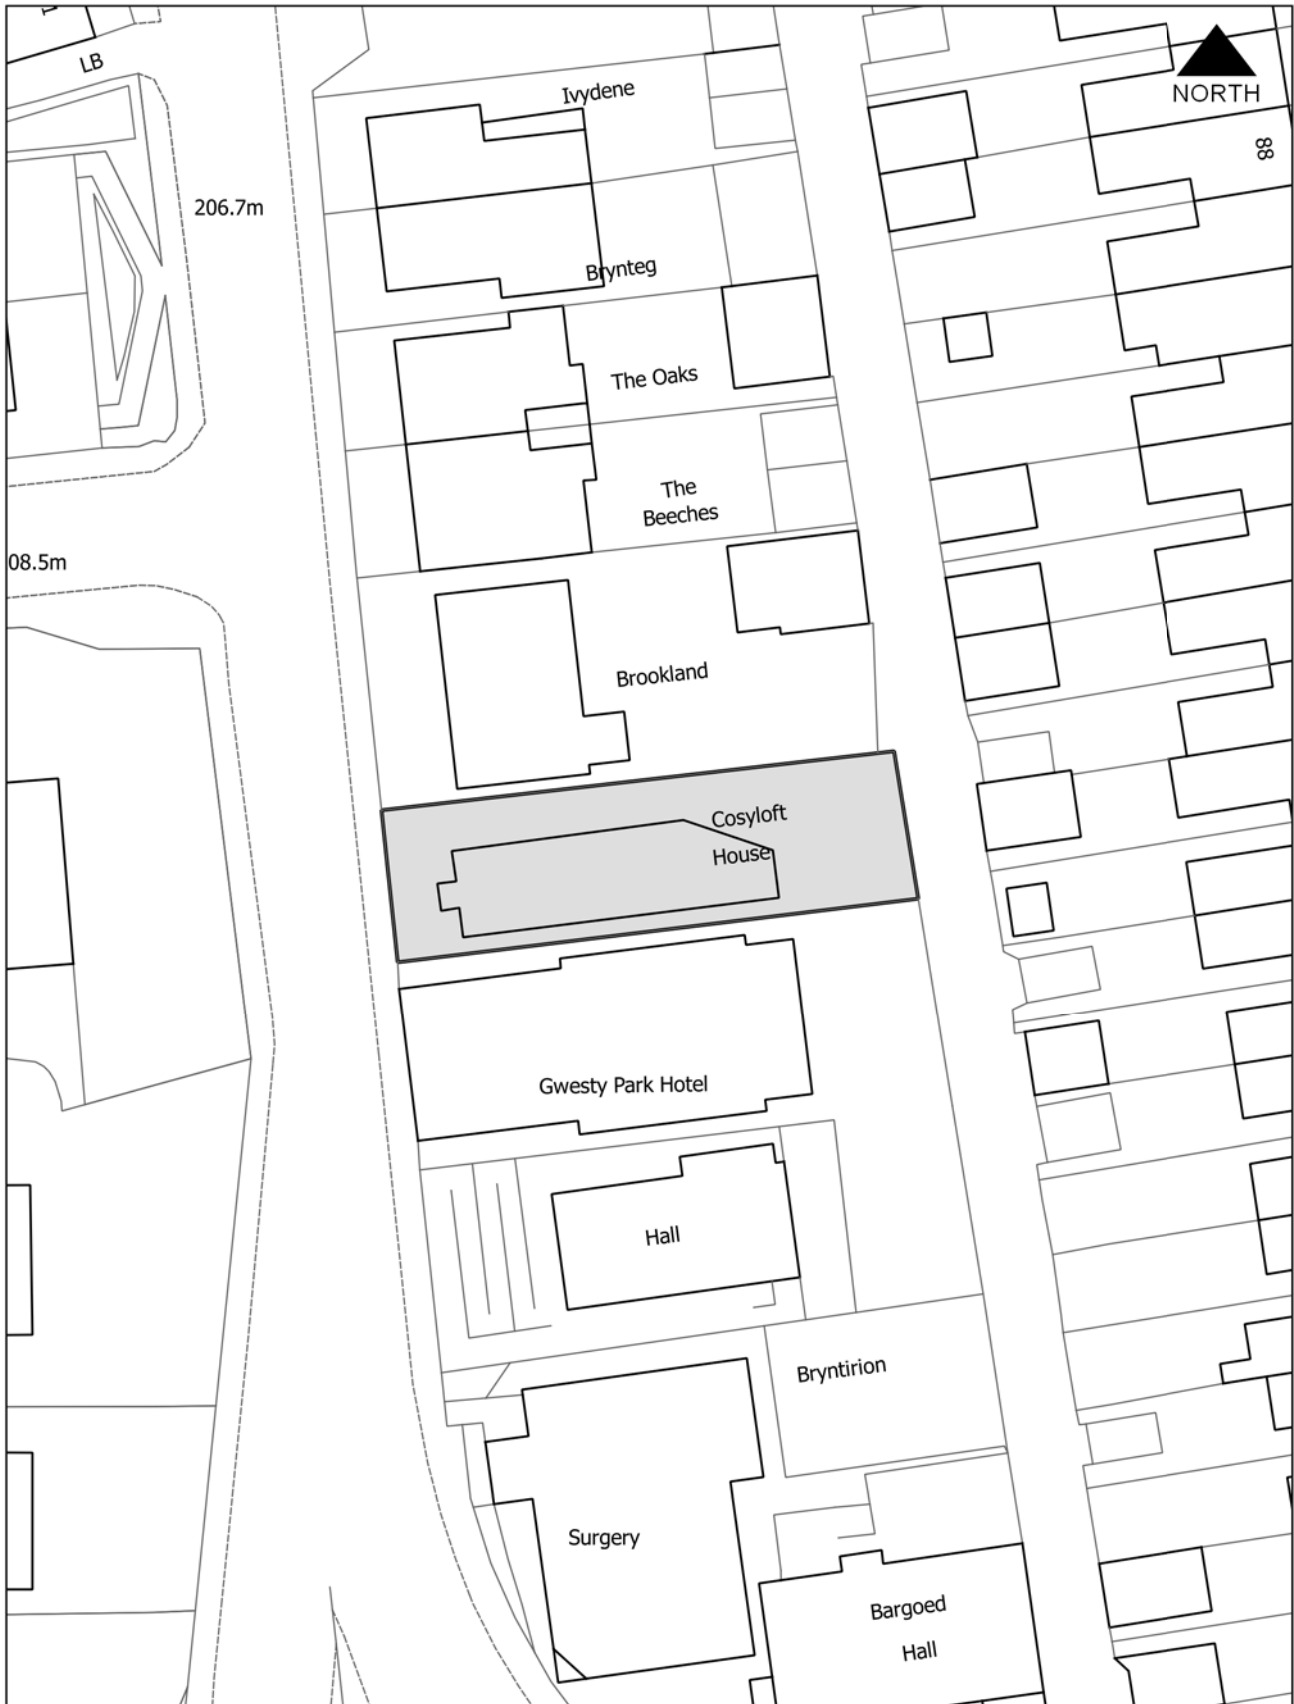 LB
Ivydene
NORTH
88
206.7m
Brynteg
The Oaks
The
Beeches
08.5m
Brookland
Cosyloft
House
Gwesty Park Hotel
Hall
Bryntirion
Surgery
Bargoed
Hall